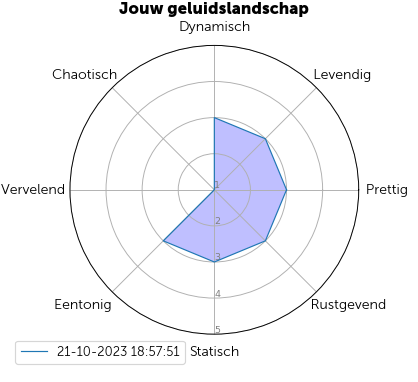 Jouw geluidslandschap
Dynamisch
Chaotisch
Levendig
Vervelend
Prettig
1
2
3
4
5
Eentonig
Rustgevend
Statisch
21-10-2023 18:57:51